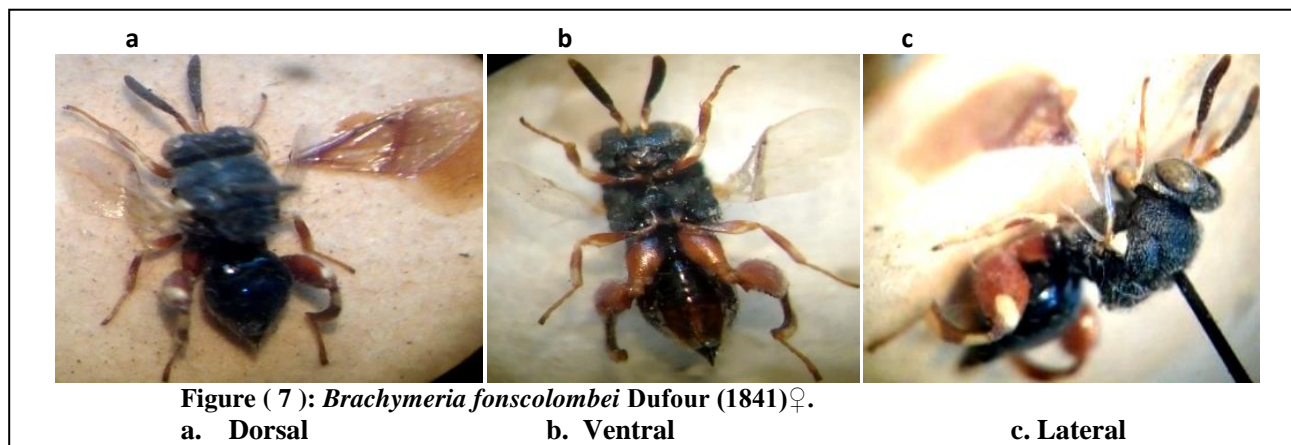 a b c
Figure ( 7 ): Brachymeria fonscolombei Dufour (1841)♀.
a. Dorsal b. Ventral c. Lateral